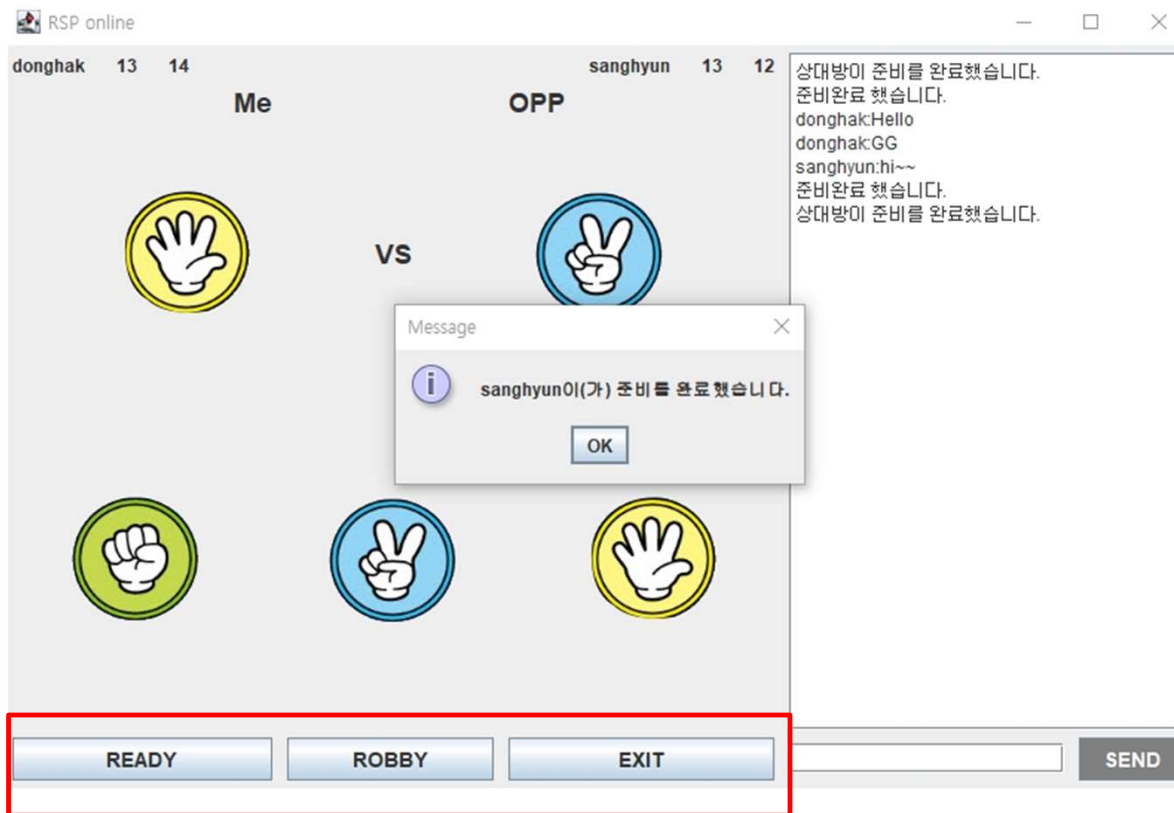 RSP online
donghak 13 14 sanghyun 13 12
Me OPP
VS
상대방이 준비를 완료했습니다.
준비완료 했습니다.
donghak:Hello
donghak:GG
sanghyun:hi~~
준비완료 했습니다.
상대방이 준비를 완료했습니다.
Message
sanghyun이(가) 준비를 완료했습니다.
OK
READY ROBBY EXIT
SEND